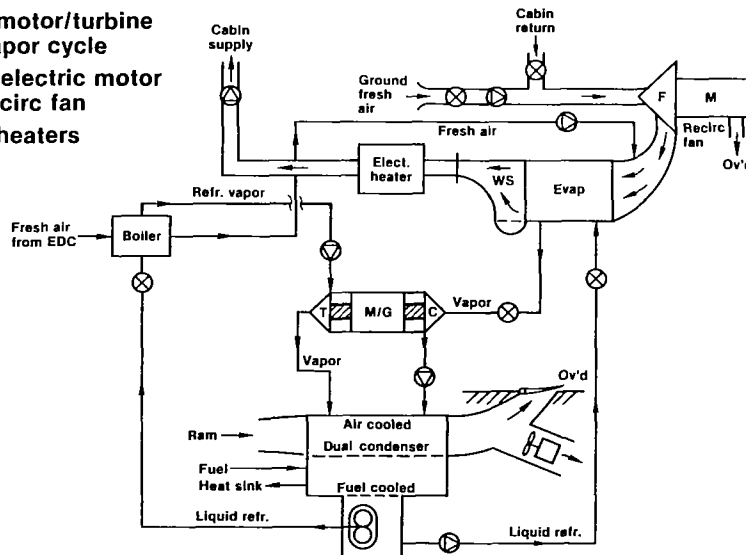 motor/turbine
apor cycle
electric motor
circ fan
heaters
Cabin
supply
Cabin
return
Ground
fresh
air
F
M
Recirc
fan
Ov'd
Fresh air
Elect.
heater
WS
Evap
Refr. vapor
Fresh air
from EDC
Boiler
T
M/G
C
Vapor
Vapor
Ov'd
Air cooled
Ram
Dual condenser
Fuel
Heat sink
Fuel cooled
Liquid refr.
Liquid refr.